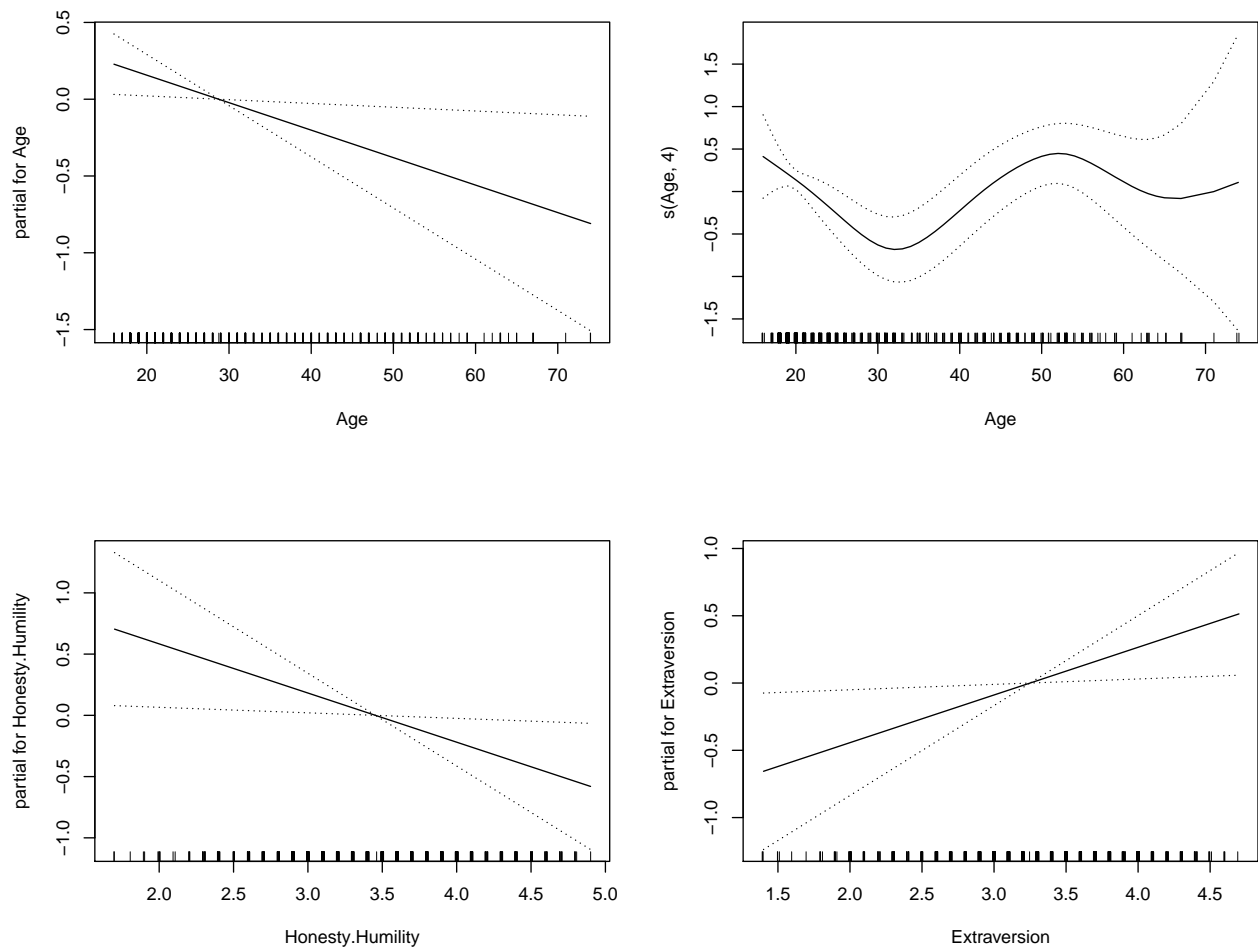 partial for Age
0.5
0.0
−0.5
−1.0
−1.5
20 30 40 50 60 70
Age
s(Age, 4)
1.5
1.0
0.5
−0.5
−1.5
20 30 40 50 60 70
Age
partial for Honesty.Humility
1.0
0.5
0.0
−0.5
−1.0
2.0 2.5 3.0 3.5 4.0 4.5 5.0
Honesty.Humility
partial for Extraversion
1.0
0.5
0.0
−0.5
−1.0
1.5 2.0 2.5 3.0 3.5 4.0 4.5
Extraversion